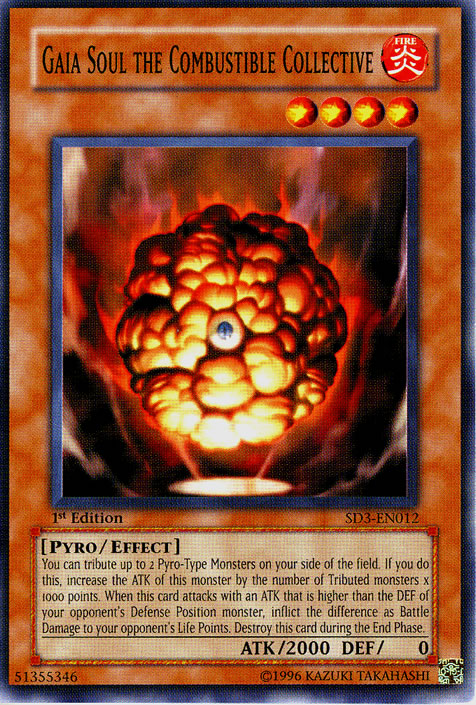 GAIA SOUL THE COMBUSTIBLE COLLECTIVE
FIRE
炎
1st Edition
SD3-EN012
[PYRO/EFFECT]
You can tribute up to 2 Pyro-Type Monsters on your side of the field. If you do
this, increase the ATK of this monster by the number of Tributed monsters x
1000 points. When this card attacks with an ATK that is higher than the DEF of
your opponent's Defense Position monster, inflict the difference as Battle
Damage to your opponent's Life Points. Destroy this card during the End Phase.
ATK/2000 DEF/ 0
51355346
©1996 KAZUKI TAKAHASHI